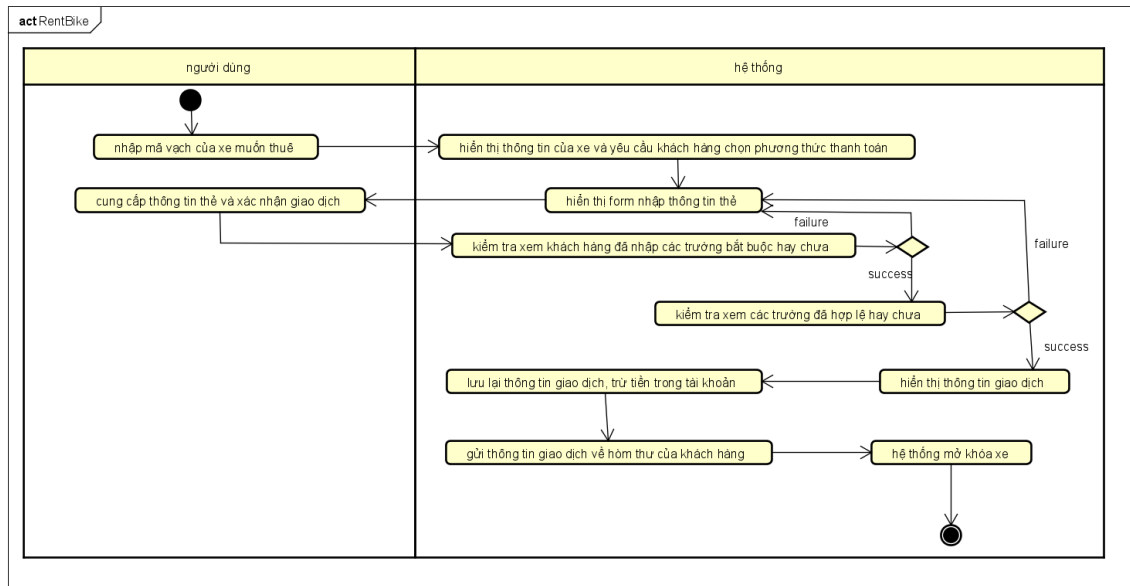 act RentBike
người dùng
hệ thống
nhập mã vạch của xe muốn thuê
hiển thị thông tin của xe và yêu cầu khách hàng chọn phương thức thanh toán
cung cấp thông tin thẻ và xác nhận giao dịch
hiển thị form nhập thông tin thẻ
failure
kiểm tra xem khách hàng đã nhập các trường bắt buộc hay chưa
failure
success
kiểm tra xem các trường đã hợp lệ hay chưa
success
lưu lại thông tin giao dịch, trừ tiền trong tài khoản
hiển thị thông tin giao dịch
gửi thông tin giao dịch về hòm thư của khách hàng
hệ thống mở khóa xe